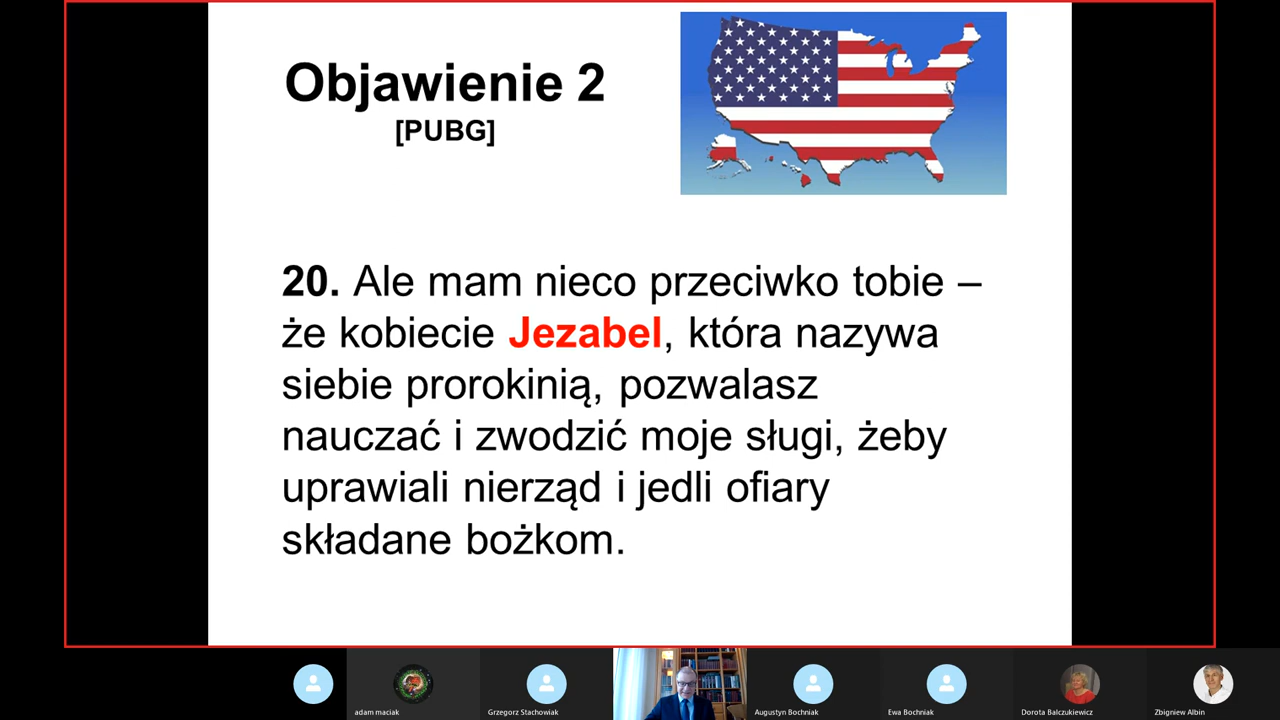 Objawienie 2
[PUBG]
20. Ale mam nieco przeciwko tobie –
że kobiecie Jezabel, która nazywa
siebie prorokinią, pozwalasz
nauczać i zwodzić moje sługi, żeby
uprawiali nierząd i jedli ofiary
składane bożkom.
adam maciak
Grzegorz Stachowiak
Augustyn Bochniak
Ewa Bochniak
Dorota Balczukiewicz
Zbigniew Albin